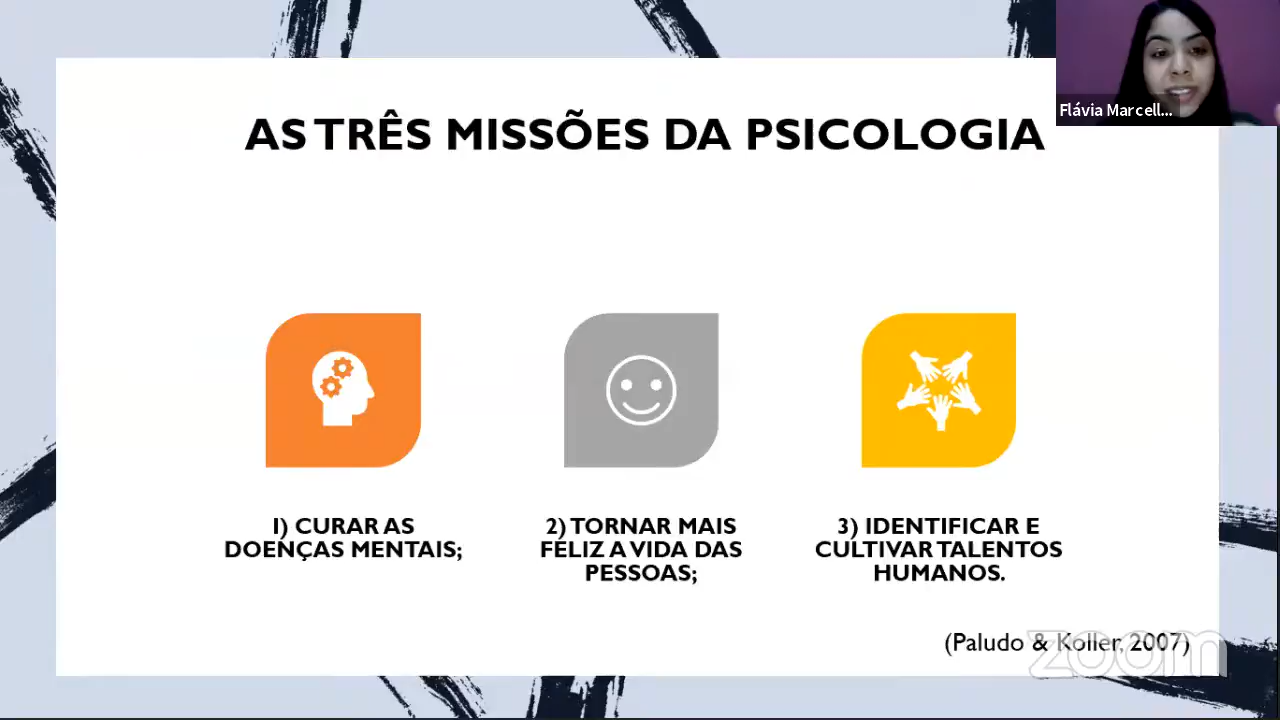 Flávia Marcell...
AS TRÊS MISSÕES DA PSICOLOGIA
1) CURAR AS
DOENÇAS MENTAIS;
2) TORNAR MAIS
FELIZ A VIDA DAS
PESSOAS;
3) IDENTIFICAR E
CULTIVAR TALENTOS
HUMANOS.
(Paludo & Koller, 2007)
zoom